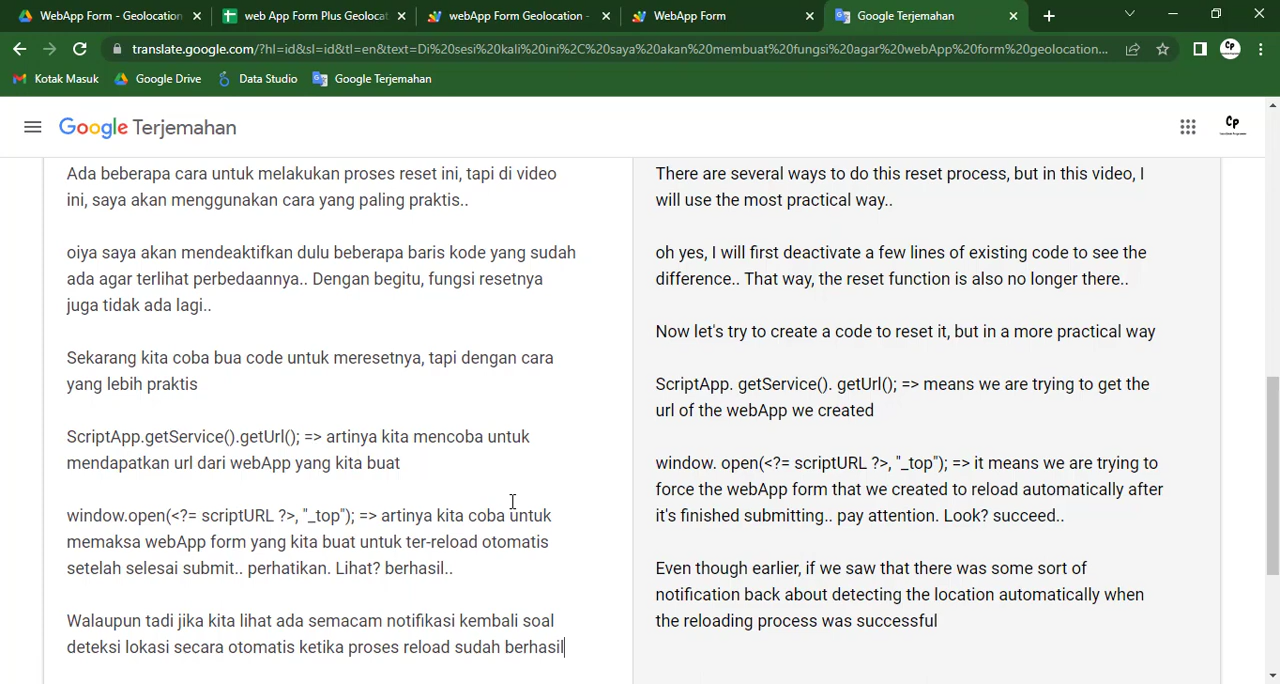 WebApp Form - Geolocation
web App Form Plus Geolocat
webApp Form Geolocation -
WebApp Form
Google Terjemahan
translate.google.com/?hl=id&sl=id&tl=en&text=Di%20sesi%20kali%20ini%2C%20saya%20akan%20membuat%20fungsi%20agar%20webApp%20form%20geolocation...
Kotak Masuk
Google Drive
Data Studio
Google Terjemahan
Google Terjemahan
Cp
Ada beberapa cara untuk melakukan proses reset ini, tapi di video
ini, saya akan menggunakan cara yang paling praktis..
oiya saya akan mendeaktifkan dulu beberapa baris kode yang sudah
ada agar terlihat perbedaannya.. Dengan begitu, fungsi resetnya
juga tidak ada lagi..
Sekarang kita coba bua code untuk meresetnya, tapi dengan cara
yang lebih praktis
ScriptApp.getService().getUrl(); => artinya kita mencoba untuk
mendapatkan url dari webApp yang kita buat
window.open(<?= scriptURL ?>, "_top"); => artinya kita coba untuk
memaksa webApp form yang kita buat untuk ter-reload otomatis
setelah selesai submit.. perhatikan. Lihat? berhasil..
Walaupun tadi jika kita lihat ada semacam notifikasi kembali soal
deteksi lokasi secara otomatis ketika proses reload sudah berhasil
There are several ways to do this reset process, but in this video, I
will use the most practical way..
oh yes, I will first deactivate a few lines of existing code to see the
difference.. That way, the reset function is also no longer there..
Now let's try to create a code to reset it, but in a more practical way
ScriptApp. getService(). getUrl(); => means we are trying to get the
url of the webApp we created
window. open(<?= scriptURL ?>, "_top"); => it means we are trying to
force the webApp form that we created to reload automatically after
it's finished submitting.. pay attention. Look? succeed..
Even though earlier, if we saw that there was some sort of
notification back about detecting the location automatically when
the reloading process was successful